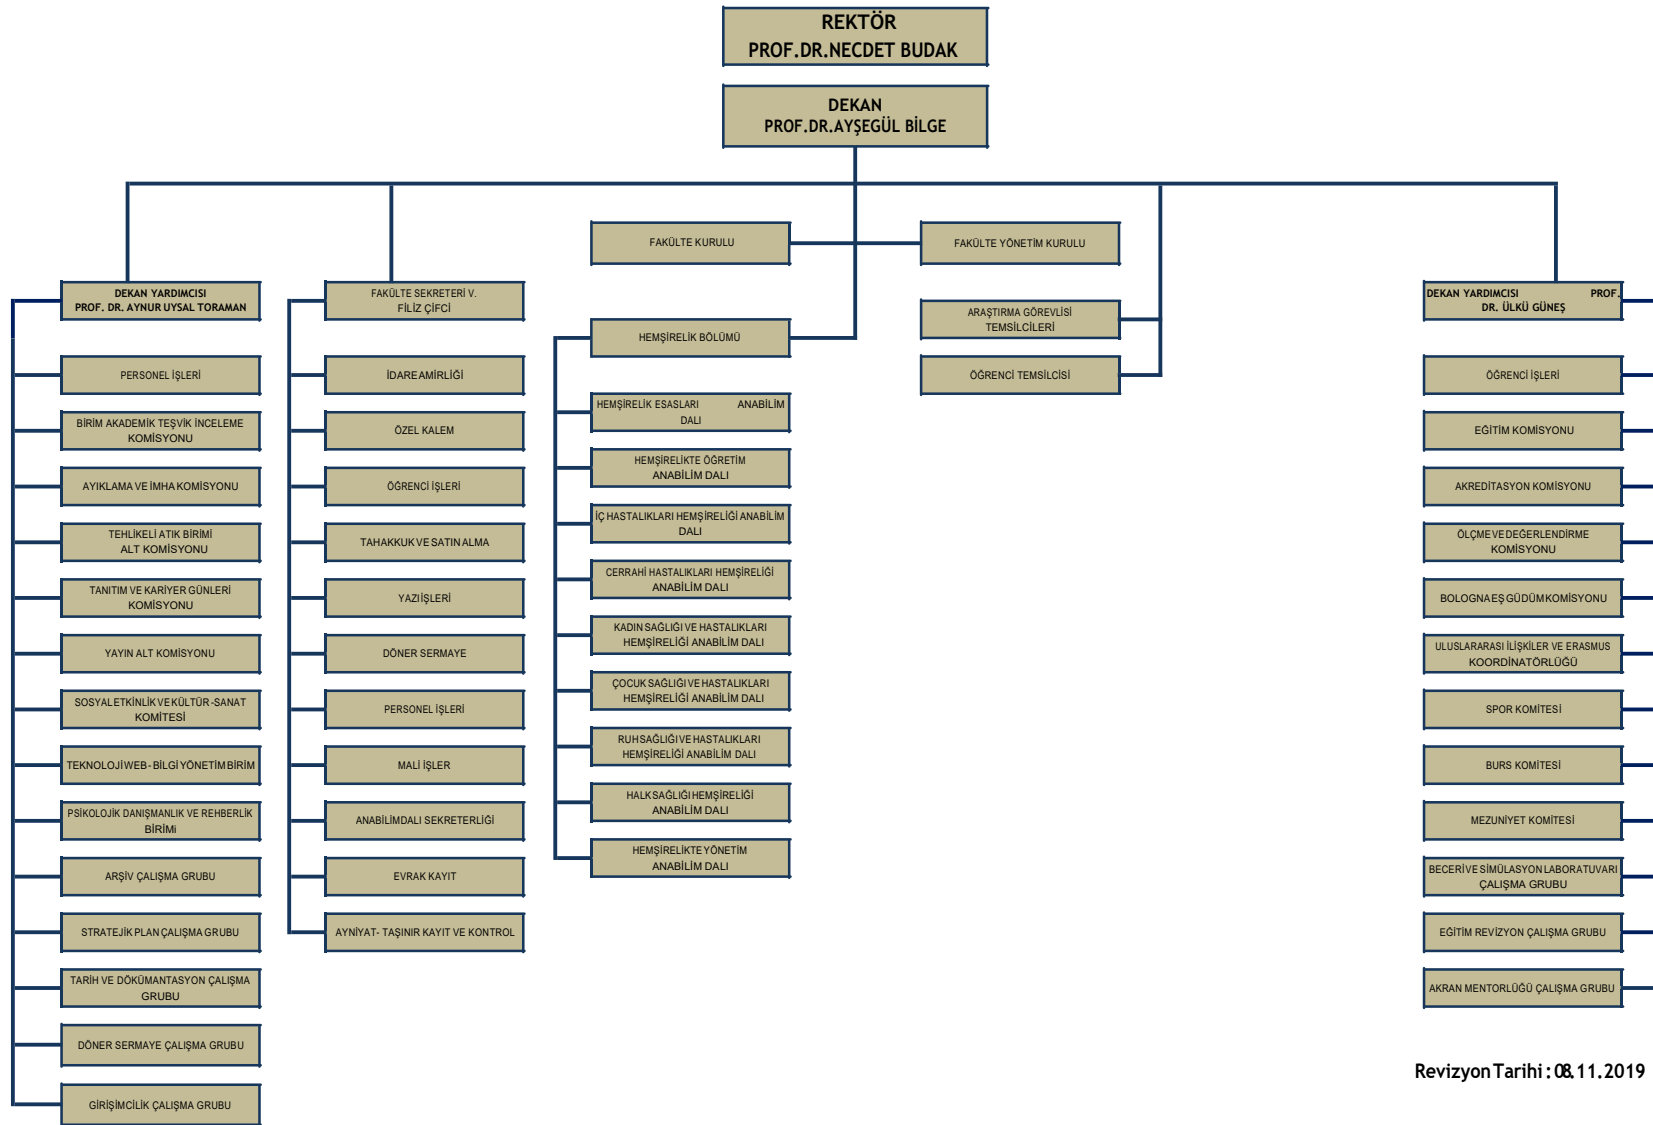 REKTÖR
PROF.DR.NECDET BUDAK
DEKAN
PROF.DR.AYŞEGÜL BİLGE
FAKÜLTE KURULU
FAKÜLTE YÖNETİM KURULU
DEKAN YARDIMCISI
PROF. DR. AYNUR UYSAL TORAMAN
PERSONEL İŞLERİ
BİRİM AKADEMİK TEŞVİK İNCELEME
KOMİSYONU
AYIKLAMA VE İMHA KOMİSYONU
TEHLİKELİ ATIK BİRİMİ
ALT KOMİSYONU
TANITIM VE KARİYER GÜNLERİ
KOMİSYONU
YAYIN ALT KOMİSYONU
SOSYAL ETKİNLİK VE KÜLTÜR -SANAT
KOMİTESİ
TEKNOLOJİ WEB - BİLGİ YÖNETİM BİRİM
PSİKOLOJİK DANIŞMANLIK VE REHBERLİK
BİRİMi
ARŞİV ÇALIŞMA GRUBU
STRATEJİK PLAN ÇALIŞMA GRUBU
TARİH VE DÖKÜMANTASYON ÇALIŞMA
GRUBU
DÖNER SERMAYE ÇALIŞMA GRUBU
GİRİŞİMCİLİK ÇALIŞMA GRUBU
FAKÜLTE SEKRETERİ V.
FİLİZ ÇİFCİ
İDARE AMİRLİĞİ
ÖZEL KALEM
ÖĞRENCİ İŞLERİ
TAHAKKUK VE SATIN ALMA
YAZI İŞLERİ
DÖNER SERMAYE
PERSONEL İŞLERİ
MALİ İŞLER
ANABİLİMDALI SEKRETERLİĞİ
EVRAK KAYIT
AYNİYAT- TAŞINIR KAYIT VE KONTROL
HEMŞİRELİK BÖLÜMÜ
HEMŞİRELİK ESASLARI ANABİLİM
DALI
HEMŞİRELİKTE ÖĞRETİM
ANABİLİM DALI
İÇ HASTALIKLARI HEMŞİRELİĞİ ANABİLİM
DALI
CERRAHİ HASTALIKLARI HEMŞİRELİĞİ
ANABİLİM DALI
KADIN SAĞLIĞI VE HASTALIKLARI
HEMŞİRELİĞİ ANABİLİM DALI
ÇOCUK SAĞLIĞI VE HASTALIKLARI
HEMŞİRELİĞİ ANABİLİM DALI
RUH SAĞLIĞI VE HASTALIKLARI
HEMŞİRELİĞİ ANABİLİM DALI
HALK SAĞLIĞI HEMŞİRELİĞİ
ANABİLİM DALI
HEMŞİRELİKTE YÖNETİM
ANABİLİM DALI
ARAŞTIRMA GÖREVLİSİ
TEMSİLCİLERİ
ÖĞRENCİ TEMSİLCİSİ
DEKAN YARDIMCISI PROF.
DR. ÜLKÜ GÜNEŞ
ÖĞRENCİ İŞLERİ
EĞİTİM KOMİSYONU
AKREDİTASYON KOMİSYONU
ÖLÇME VE DEĞERLENDİRME
KOMİSYONU
BOLOGNA EŞ GÜDÜM KOMİSYONU
ULUSLARARASI İLİŞKİLER VE ERASMUS
KOORDİNATÖRLÜĞÜ
SPOR KOMİTESİ
BURS KOMİTESİ
MEZUNİYET KOMİTESİ
BECERİ VE SİMÜLASYON LABORATUVARI
ÇALIŞMA GRUBU
EĞİTİM REVİZYON ÇALIŞMA GRUBU
AKRAN MENTORLÜĞÜ ÇALIŞMA GRUBU
Revizyon Tarihi : 08.11.2019